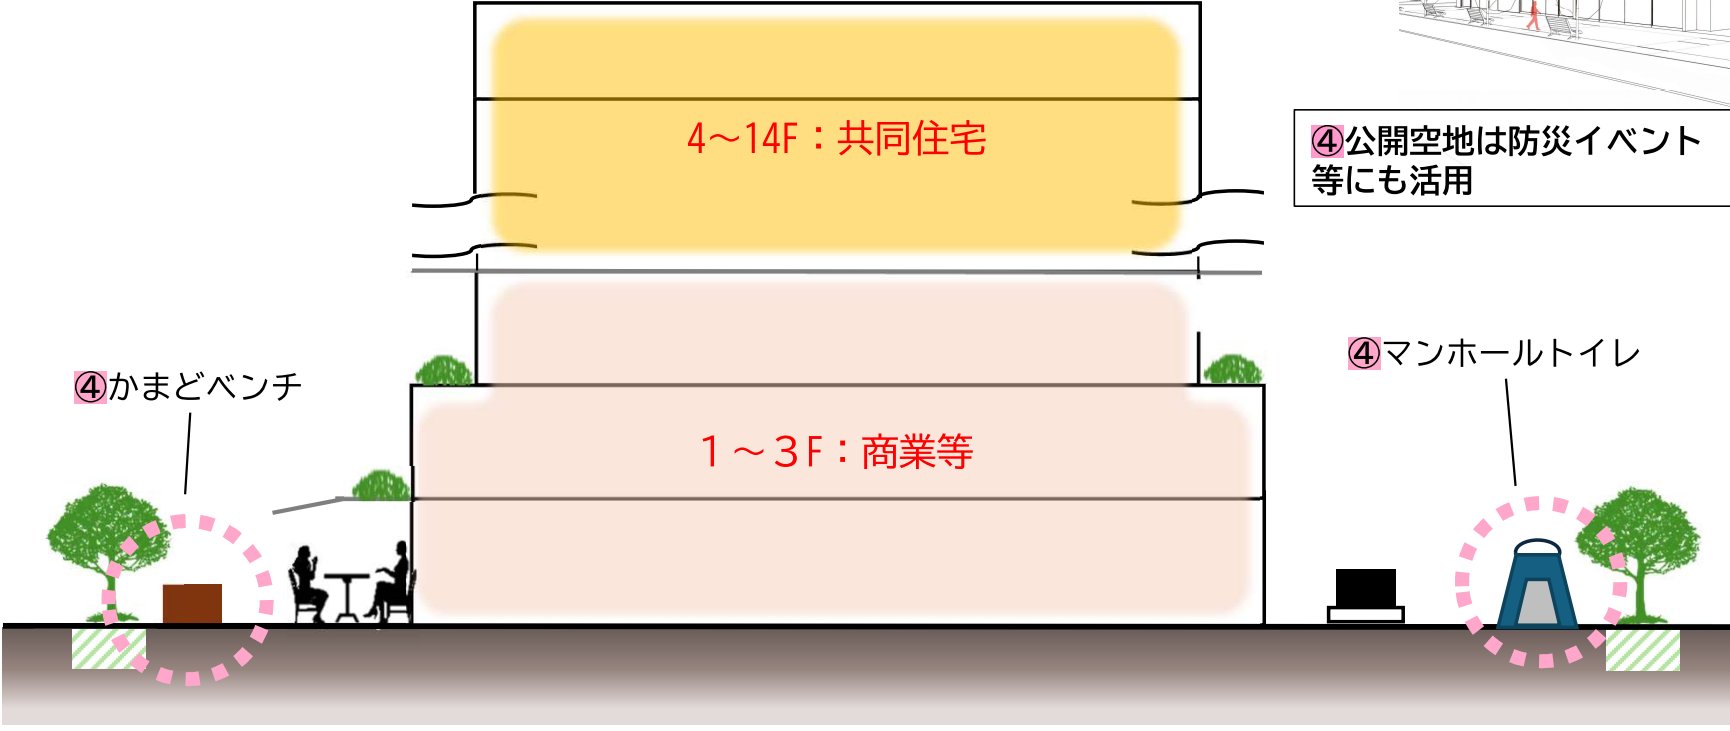 4～14F：共同住宅
④公開空地は防災イベント
等にも活用
④かまどベンチ
④マンホールトイレ
１～３F：商業等